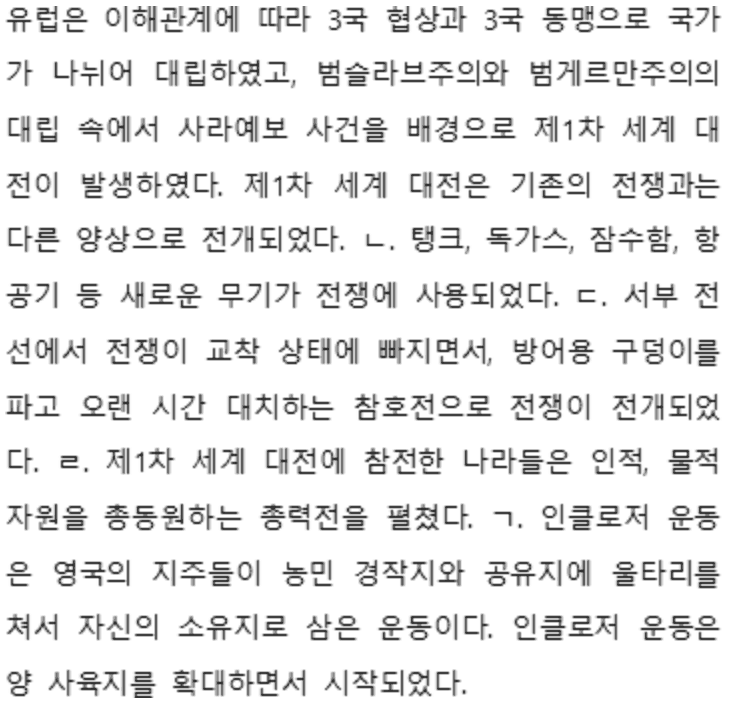 유럽은 이해관계에 따라 3국 협상과 3국 동맹으로 국가
가 나뉘어 대립하였고, 범슬라브주의와 범게르만주의의
대립 속에서 사라예보 사건을 배경으로 제1차 세계 대
전이 발생하였다. 제1차 세계 대전은 기존의 전쟁과는
다른 양상으로 전개되었다. ㄴ. 탱크, 독가스, 잠수함, 항
공기 등 새로운 무기가 전쟁에 사용되었다. ㄷ. 서부 전
선에서 전쟁이 교착 상태에 빠지면서, 방어용 구덩이를
파고 오랜 시간 대치하는 참호전으로 전쟁이 전개되었
다. ㄹ. 제1차 세계 대전에 참전한 나라들은 인적, 물적
자원을 총동원하는 총력전을 펼쳤다. ㄱ. 인클로저 운동
은 영국의 지주들이 농민 경작지와 공유지에 울타리를
쳐서 자신의 소유지로 삼은 운동이다. 인클로저 운동은
양 사육지를 확대하면서 시작되었다.